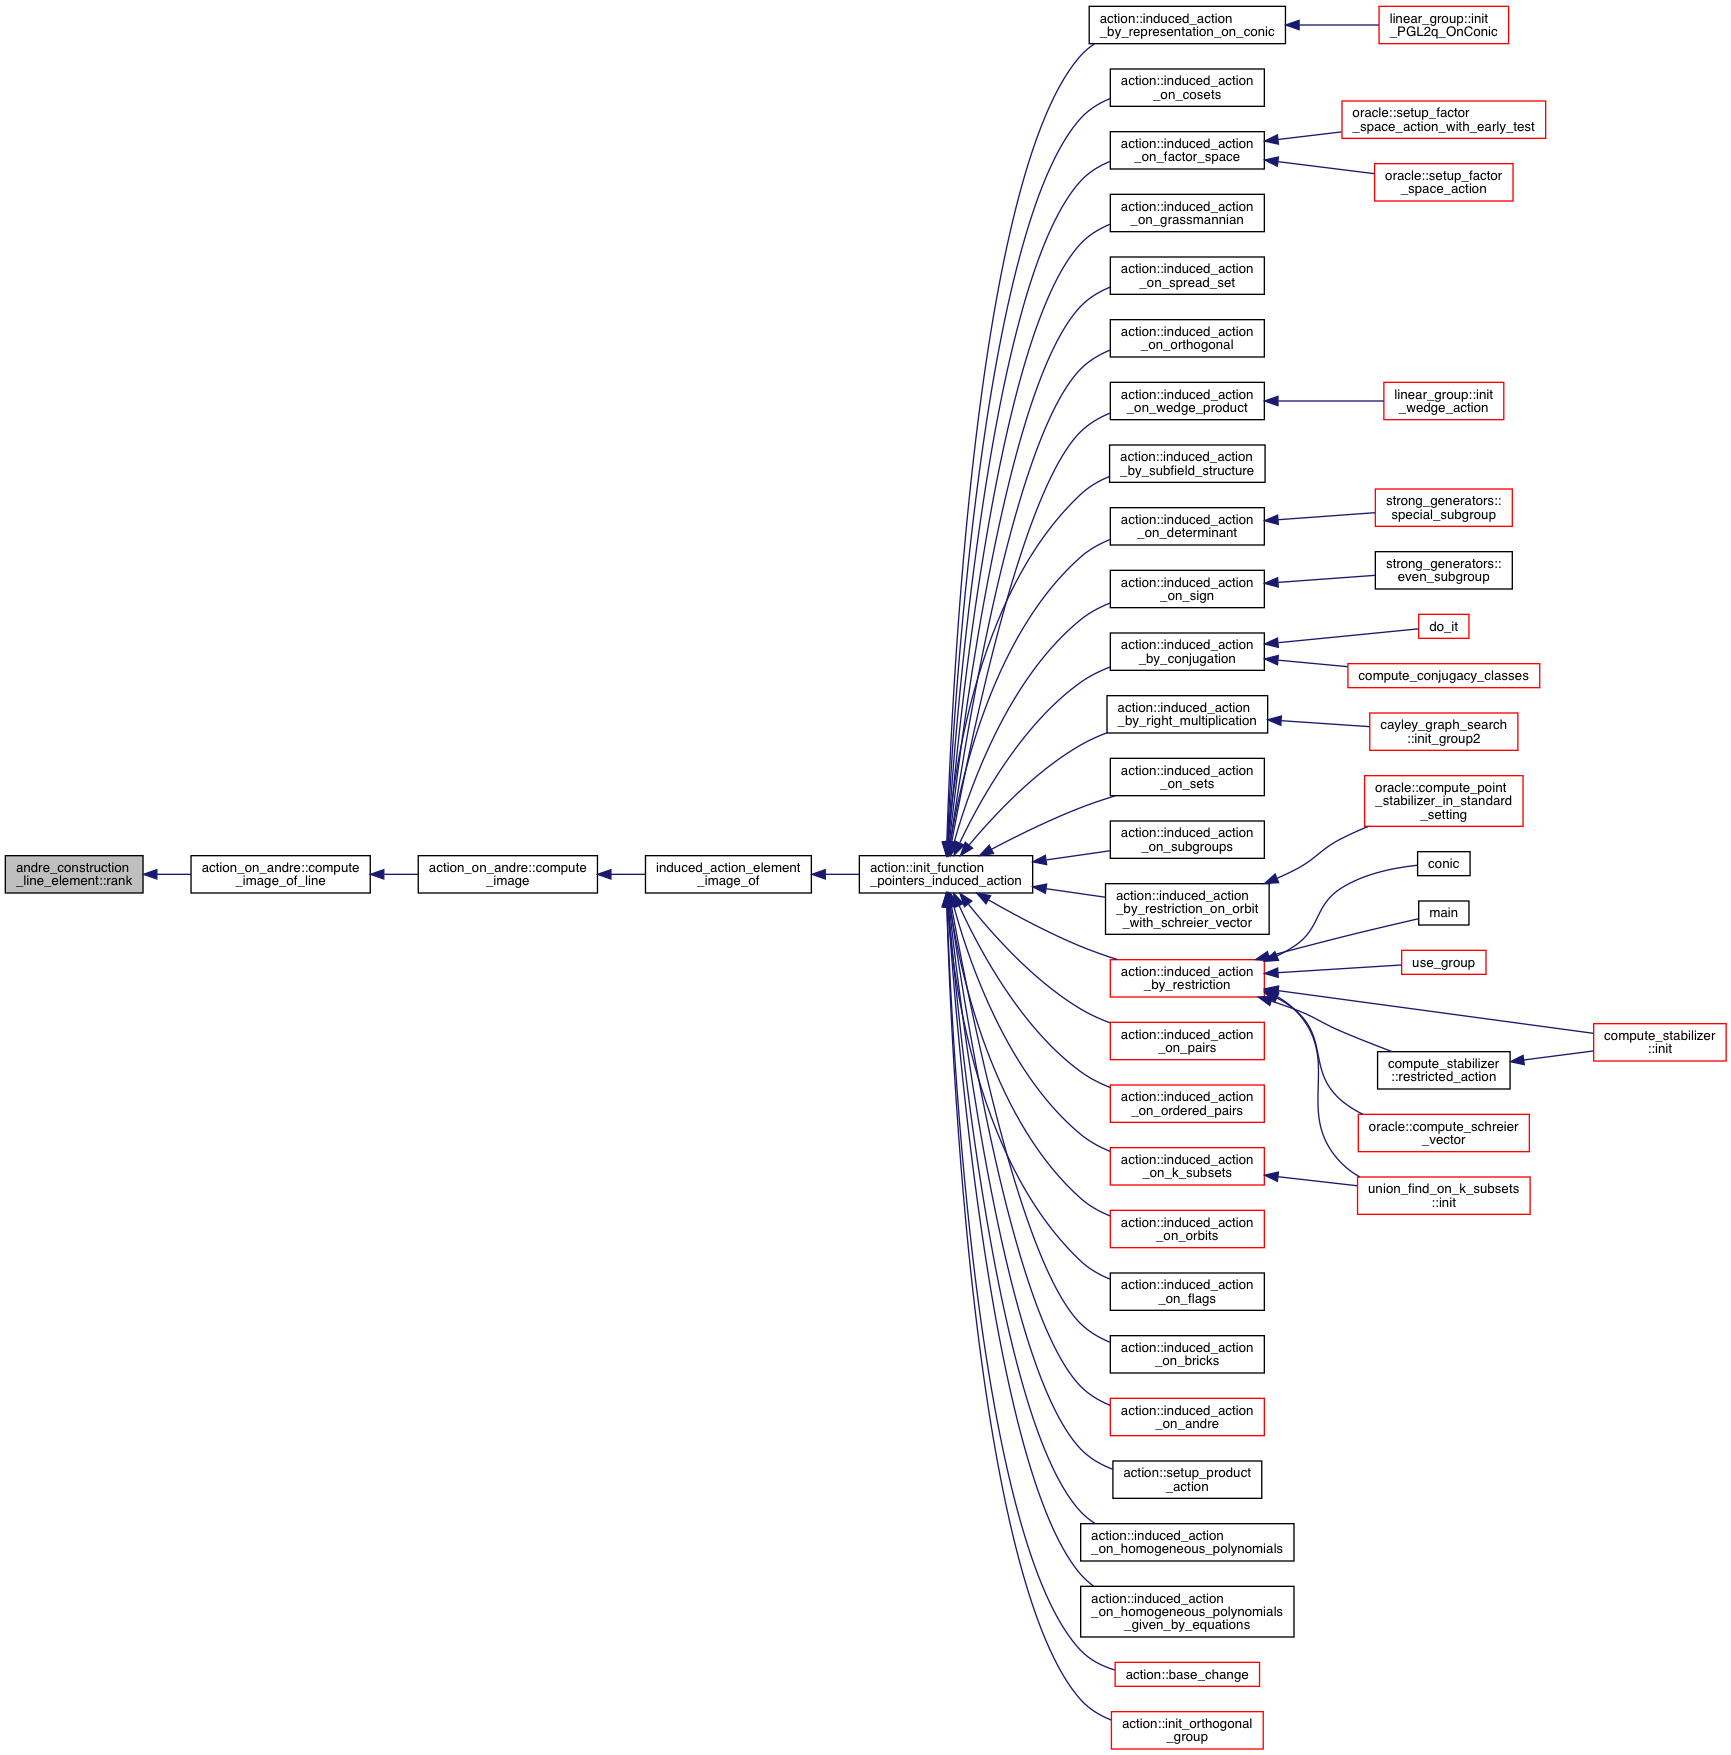 andre_construction
_line_element::rank
action_on_andre::compute
_image_of_line
action_on_andre::compute
_image
induced_action_element
_image_of
action::init_function
_pointers_induced_action
action::induced_action
_by_representation_on_conic
linear_group::init
_PGL2q_OnConic
action::induced_action
_on_cosets
action::induced_action
_on_factor_space
oracle::setup_factor
_space_action_with_early_test
oracle::setup_factor
_space_action
action::induced_action
_on_grassmannian
action::induced_action
_on_spread_set
action::induced_action
_on_orthogonal
action::induced_action
_on_wedge_product
linear_group::init
_wedge_action
action::induced_action
_by_subfield_structure
action::induced_action
_on_determinant
strong_generators::
special_subgroup
action::induced_action
_on_sign
strong_generators::
even_subgroup
action::induced_action
_by_conjugation
do_it
compute_conjugacy_classes
action::induced_action
_by_right_multiplication
cayley_graph_search
::init_group2
action::induced_action
_on_sets
action::induced_action
_on_subgroups
action::induced_action
_by_restriction_on_orbit
_with_schreier_vector
oracle::compute_point
_stabilizer_in_standard
_setting
action::induced_action
_by_restriction
conic
main
use_group
compute_stabilizer
::restricted_action
compute_stabilizer
::init
oracle::compute_schreier
_vector
union_find_on_k_subsets
::init
action::induced_action
_on_pairs
action::induced_action
_on_ordered_pairs
action::induced_action
_on_k_subsets
action::induced_action
_on_orbits
action::induced_action
_on_flags
action::induced_action
_on_bricks
action::induced_action
_on_andre
action::setup_product
_action
action::induced_action
_on_homogeneous_polynomials
action::induced_action
_on_homogeneous_polynomials
_given_by_equations
action::base_change
action::init_orthogonal
_group